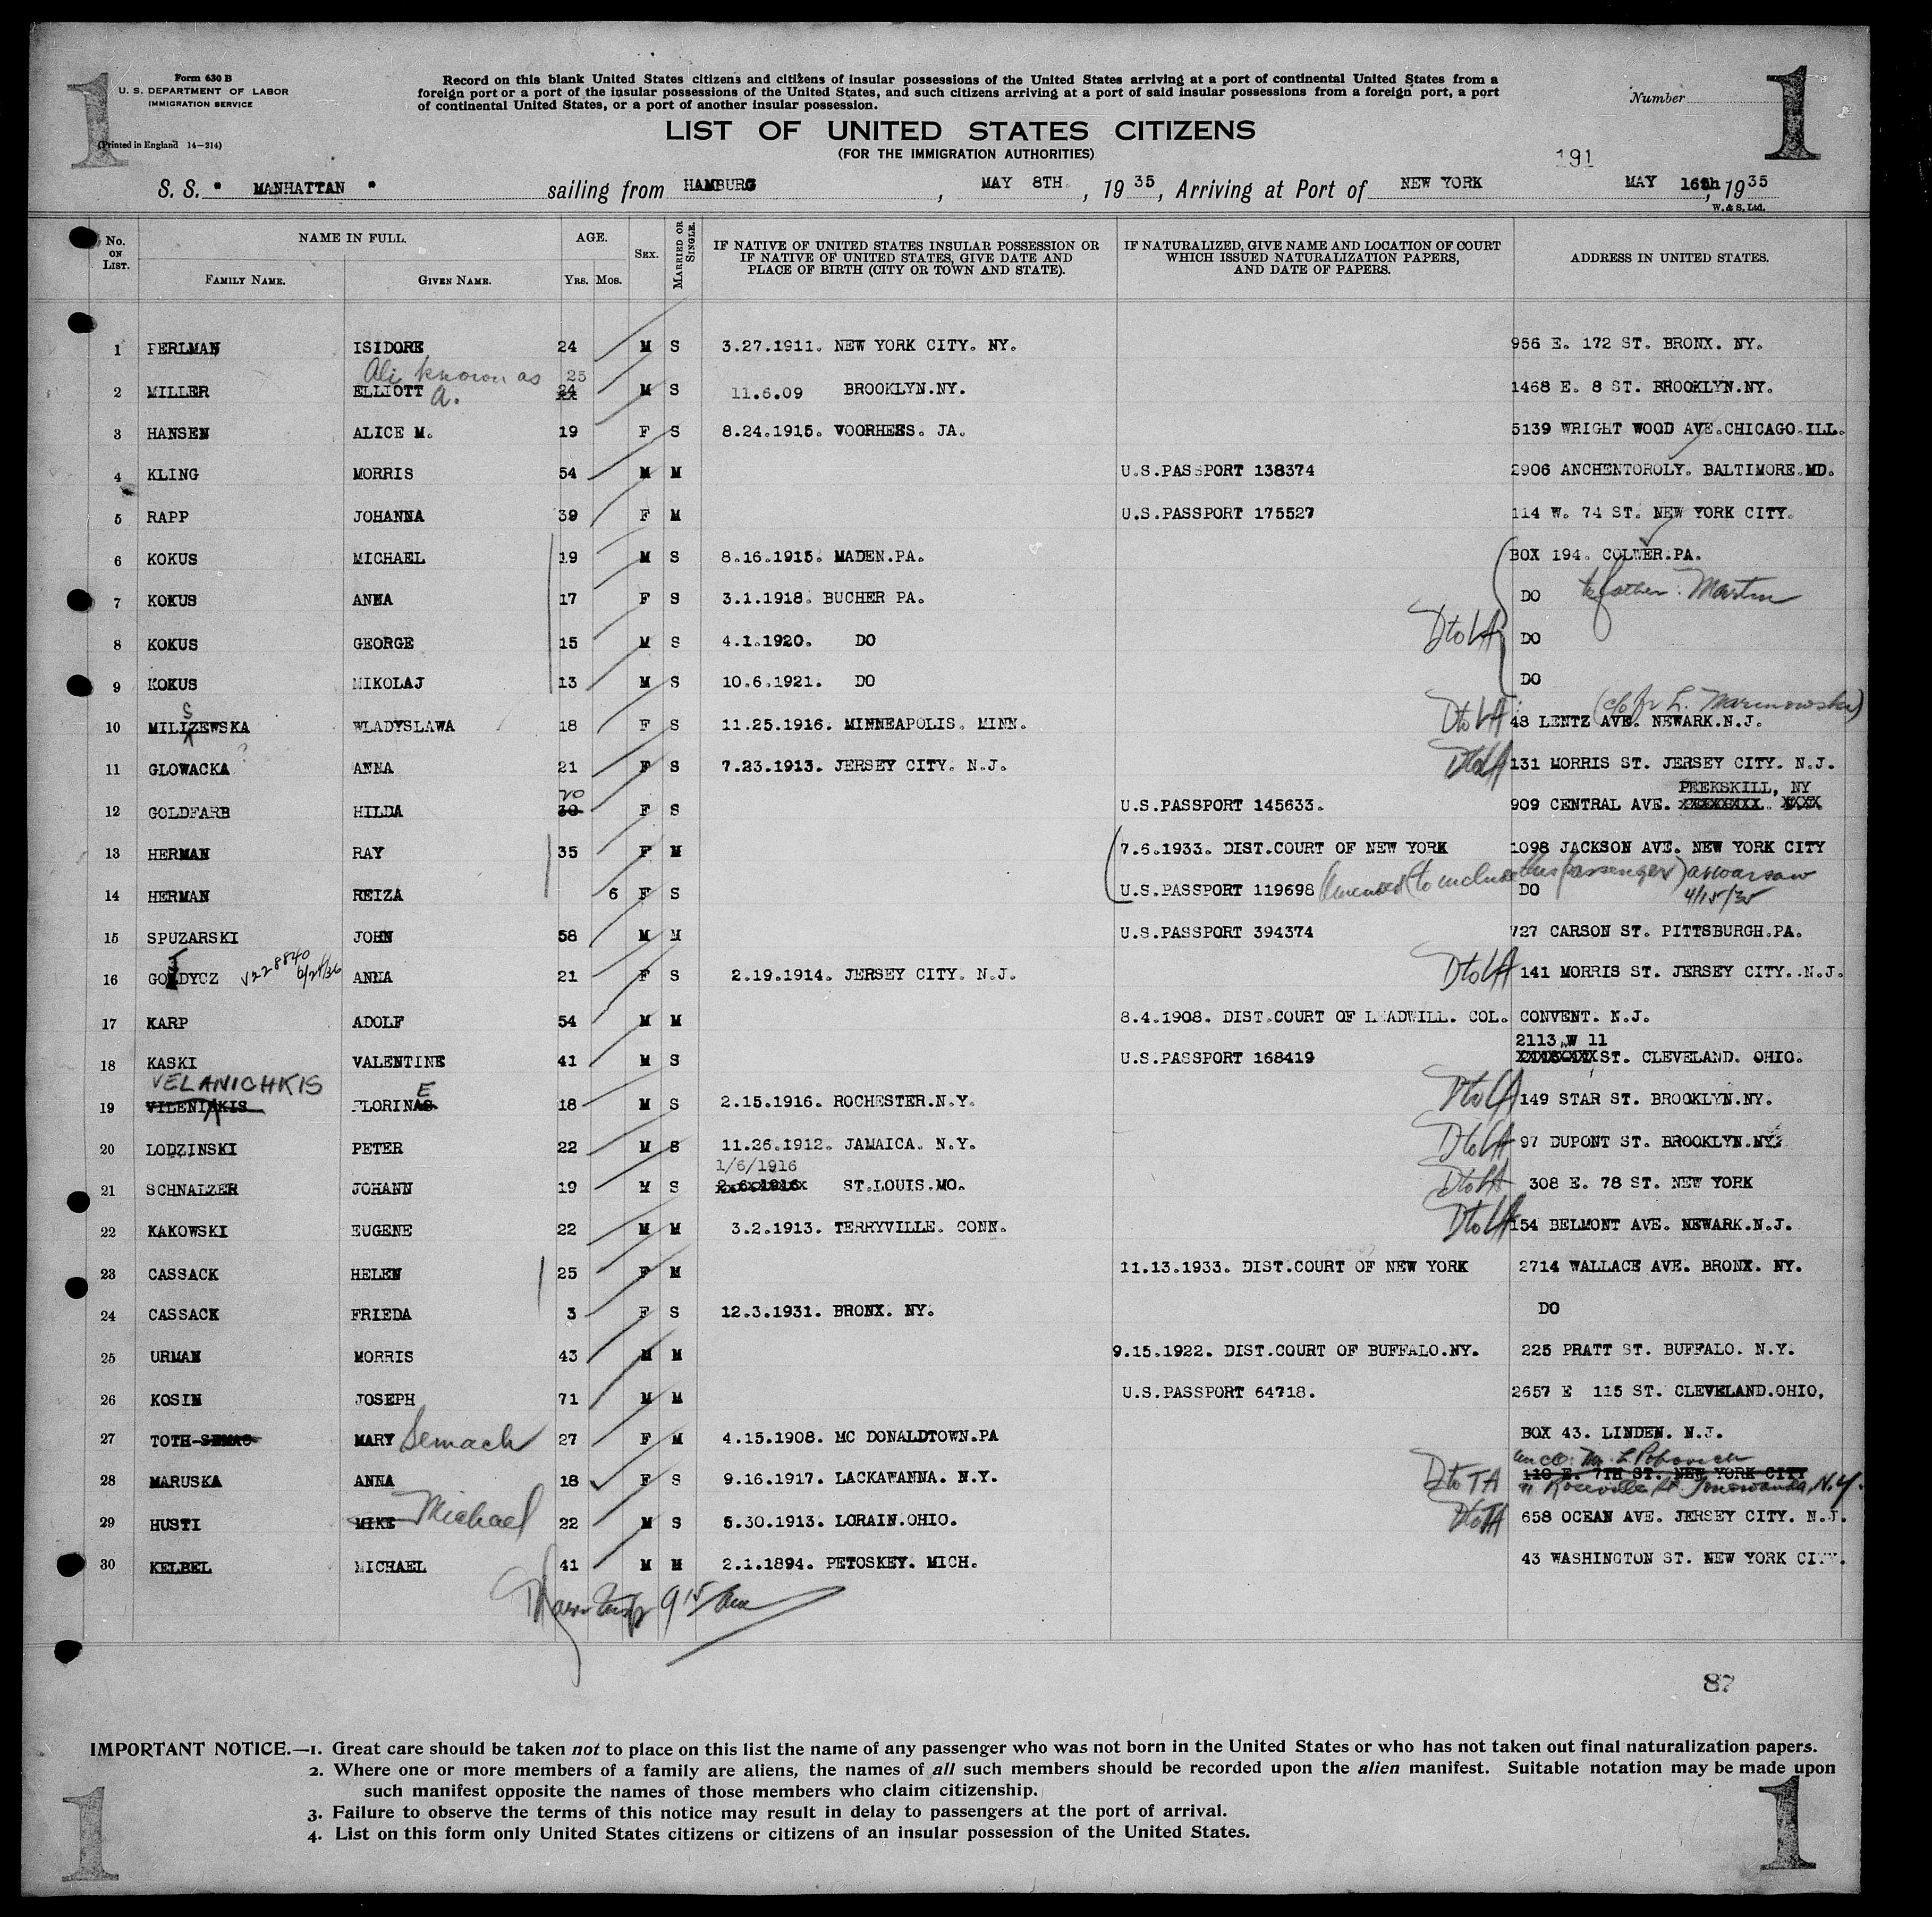 1
Form 630 B
U. S. DEPARTMENT OF LABOR
IMMIGRATION SERVICE
(Printed in England 14—214)
Record on this blank United States citizens and citizens of insular possessions of the United States arriving at a port of continental United States from a
foreign port or a port of the insular possessions of the United States, and such citizens arriving at a port of said insular possessions from a foreign port, a port
of continental United States, or a port of another insular possession.
Number
1
LIST OF UNITED STATES CITIZENS
(FOR THE IMMIGRATION AUTHORITIES)
191
S. S. " MANHATTAN " sailing from HAMBURG, MAY 8TH., 1935, Arriving at Port of NEW YORK MAY 16th, 1935
W. & S. Ltd.
No. ON LIST. NAME IN FULL. FAMILY NAME. GIVEN NAME. AGE. YRS. MOS. SEX. MARRIED OR SINGLE. IF NATIVE OF UNITED STATES INSULAR POSSESSION OR IF NATIVE OF UNITED STATES, GIVE DATE AND PLACE OF BIRTH (CITY OR TOWN AND STATE). IF NATURALIZED, GIVE NAME AND LOCATION OF COURT WHICH ISSUED NATURALIZATION PAPERS, AND DATE OF PAPERS. ADDRESS IN UNITED STATES.
1 PERLMAN ISIDORE 24 M S 3.27.1911. NEW YORK CITY. NY. 956 E. 172 ST. BRONX. NY.
known as 25
2 MILLER ELLIOTT A. 24 M S 11.6.09 BROOKLYN.NY. 1468 E. 8 ST. BROOKLYN.NY.
3 HANSEN ALICE M. 19 F S 8.24.1915. VOORHEES. JA. 5139 WRIGHT WOOD AVE.CHICAGO.ILL.
4 KLING MORRIS 54 M M U.S.PASSPORT 138374 2906 ANCHENTOROLY. BALTIMORE.MD.
5 RAPP JOHANNA 39 F M U.S.PASSPORT 175527 114 W. 74 ST. NEW YORK CITY.
6 KOKUS MICHAEL 19 M S 8.16.1915. MADEN.PA. BOX 194. COLVER.PA.
7 KOKUS ANNA 17 F S 3.1.1918. BUCHER PA. DO to father: Martin
8 KOKUS GEORGE 15 M S 4.1.1920. DO DO
9 KOKUS MIKOLAJ 13 M S 10.6.1921. DO DO
S (c/o fr L. Marinowski)
10 MILIZEWSKA WLADYSLAWA 18 F S 11.25.1916. MINNEAPOLIS. MINN. 48 LENTZ AVE. NEWARK.N.J.
11 GLOWACKA ? ANNA 21 F S 7.23.1913. JERSEY CITY. N.J. 131 MORRIS ST. JERSEY CITY. N.J.
20 PEEKSKILL, NY
12 GOLDFARB HILDA 30 F S U.S.PASSPORT 145633. 909 CENTRAL AVE.
13 HERMAN RAY 35 F M 7.6.1933. DIST.COURT OF NEW YORK 1098 JACKSON AVE. NEW YORK CITY
14 HERMAN REIZA 6 F S U.S.PASSPORT 119698 (amended (to include this passenger) at Warsaw DO 4/15/35
15 SPUZARSKI JOHN 58 M M U.S.PASSPORT 394374 727 CARSON ST. PITTSBURGH.PA.
16 GOLDYCZ ANNA 21 F S 2.19.1914. JERSEY CITY. N.J. 141 MORRIS ST. JERSEY CITY..N.J.
17 KARP ADOLF 54 M M 8.4.1908. DIST.COURT OF LEADWILL. COL. CONVENT. N.J.
2113 W 11
18 KASKI VALENTINE 41 M S U.S.PASSPORT 168419 ST. CLEVELAND. OHIO.
VELANICHKIS E
19 VILENIAKIS FLORINAS 18 M S 2.15.1916. ROCHESTER.N.Y. 149 STAR ST. BROOKLYN.NY.
20 LODZINSKI PETER 22 M S 11.26.1912. JAMAICA. N.Y. 97 DUPONT ST. BROOKLYN.NY.
1/6/1916
21 SCHNALZER JOHANN 19 M S 2.6.1916 ST.LOUIS.MO. 308 E. 78 ST. NEW YORK
22 KAKOWSKI EUGENE 22 M M 3.2.1913. TERRYVILLE. CONN. 154 BELMONT AVE. NEWARK.N.J.
23 CASSACK HELEN 25 F M 11.13.1933. DIST.COURT OF NEW YORK 2714 WALLACE AVE. BRONX. NY.
24 CASSACK FRIEDA 3 F S 12.3.1931. BRONX. NY. DO
25 URMAN MORRIS 43 M M 9.15.1922. DIST.COURT OF BUFFALO.NY. 225 PRATT ST. BUFFALO. N.Y.
26 KOSIN JOSEPH 71 M M U.S.PASSPORT 64718. 2657 E 115 ST. CLEVELAND.OHIO,
27 TOTH-SEMAC MARY Semach 27 F M 4.15.1908. MC DONALDTOWN.PA BOX 43. LINDEN. N.J.
uncle: Mr. L. Popovich
28 MARUSKA ANNA 18 F S 9.16.1917. LACKAWANNA. N.Y. 110 E. 7TH ST. NEW YORK CITY
St. Tonawanda, N.Y.
29 HUSTI MIKE Michael 22 M S 5.30.1913. LORAIN.OHIO. 658 OCEAN AVE. JERSEY CITY. N.J.
30 KELBEL MICHAEL 41 M M 2.1.1894. PETOSKEY. MICH. 43 WASHINGTON ST. NEW YORK CITY.
87
IMPORTANT NOTICE.—1. Great care should be taken not to place on this list the name of any passenger who was not born in the United States or who has not taken out final naturalization papers.
2. Where one or more members of a family are aliens, the names of all such members should be recorded upon the alien manifest. Suitable notation may be made upon
such manifest opposite the names of those members who claim citizenship.
3. Failure to observe the terms of this notice may result in delay to passengers at the port of arrival.
4. List on this form only United States citizens or citizens of an insular possession of the United States.
1
1